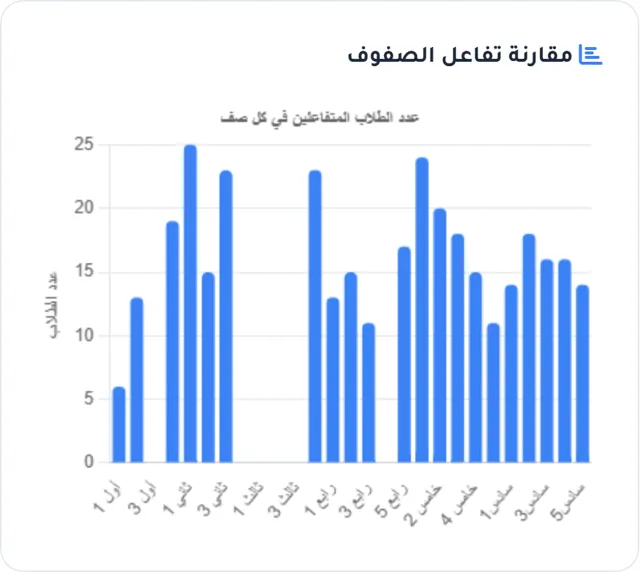 مقارنة تفاعل الصفوف
عدد الطلاب المتفاعلين في كل صف
عدد الطلاب
25
20
15
10
5
0
أول 1
أول 3
ثاني 1
ثاني 3
ثالث 1
ثالث 3
رابع 1
رابع 3
رابع 5
خامس 2
خامس 4
سادس1
سادس3
سادس5